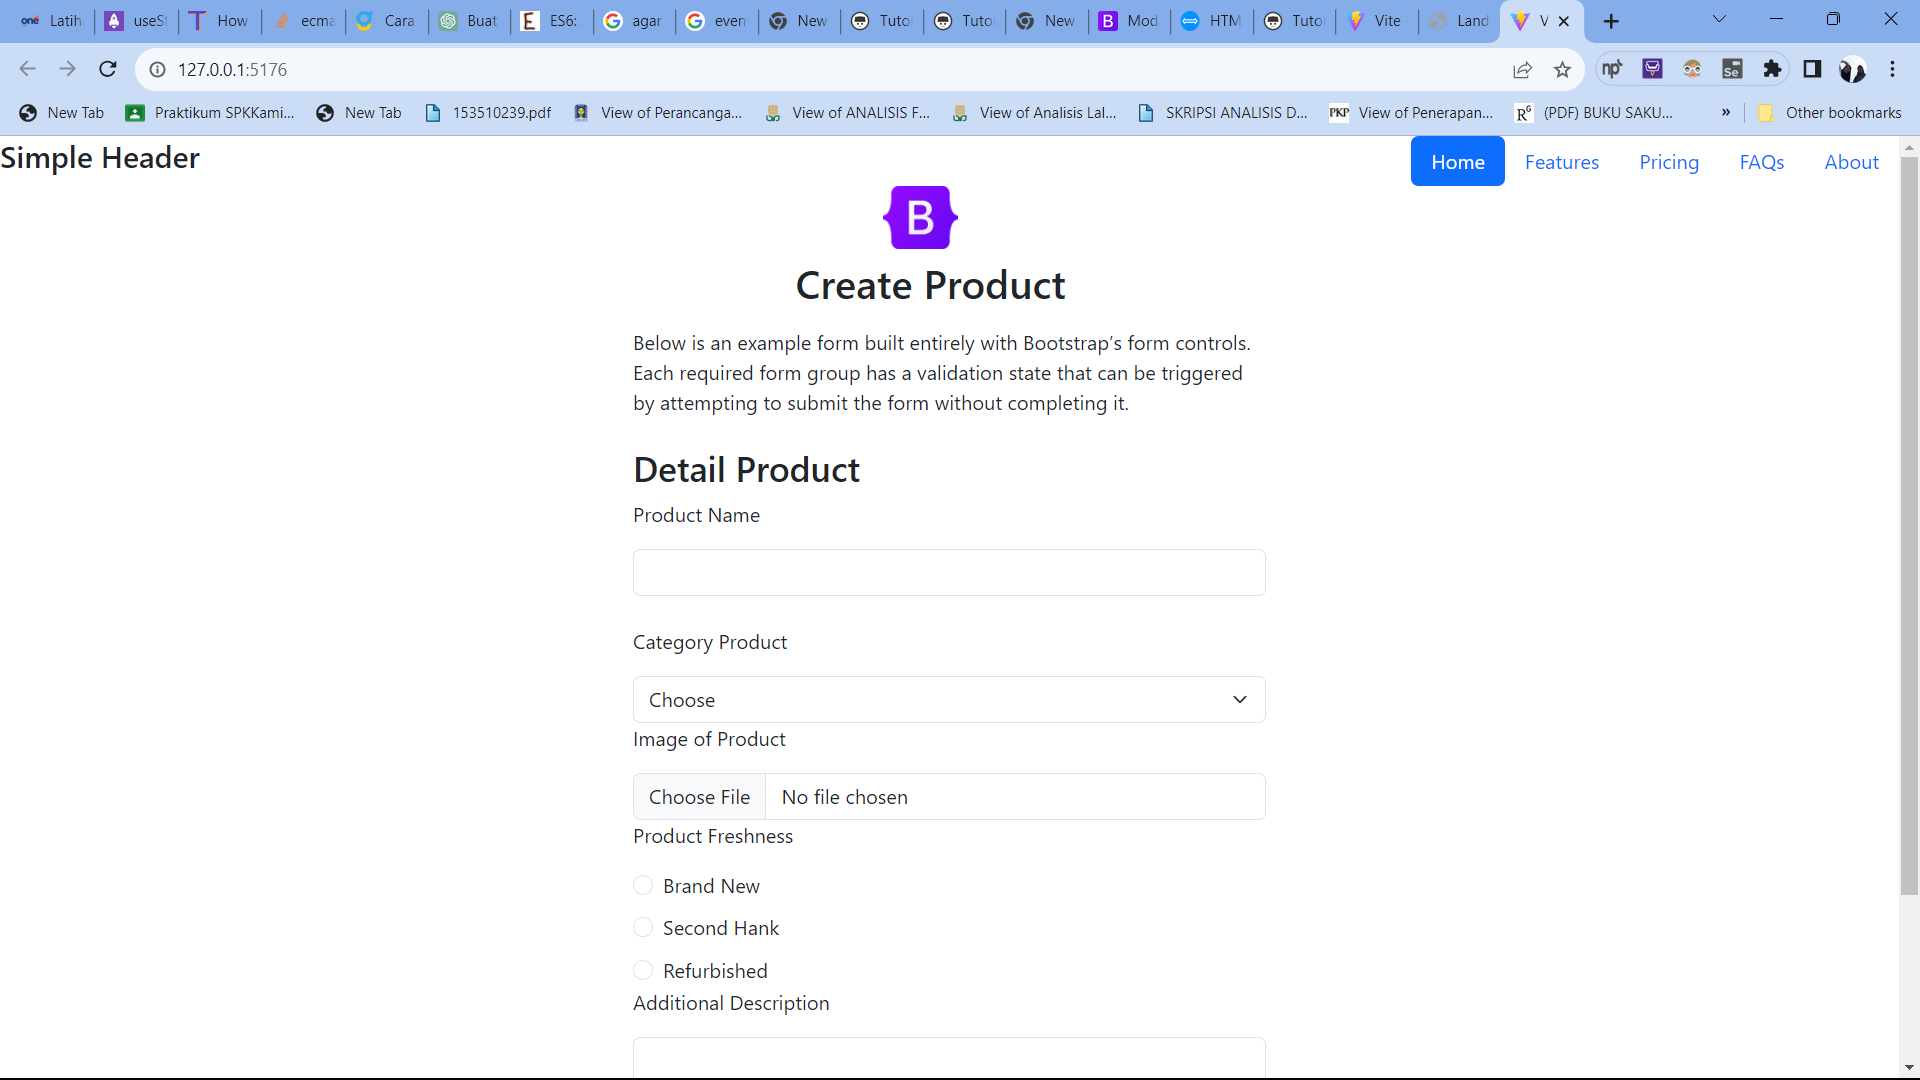 one Latih
useSt
T How
ecma
Cara
Buat
E ES6:
G agar
G even
New
Tuto
Tuto
New
B Mod
HTM
Tuto
Vite
Land
V
127.0.0.1:5176
np
Se
New Tab
Praktikum SPKKami...
New Tab
153510239.pdf
View of Perancanga...
View of ANALISIS F...
View of Analisis Lal...
SKRIPSI ANALISIS D...
PKP View of Penerapan...
RG (PDF) BUKU SAKU...
»
Other bookmarks
Simple Header
Home
Features
Pricing
FAQs
About
B
Create Product
Below is an example form built entirely with Bootstrap’s form controls.
Each required form group has a validation state that can be triggered
by attempting to submit the form without completing it.
Detail Product
Product Name
Category Product
Choose
Image of Product
Choose File No file chosen
Product Freshness
Brand New
Second Hank
Refurbished
Additional Description